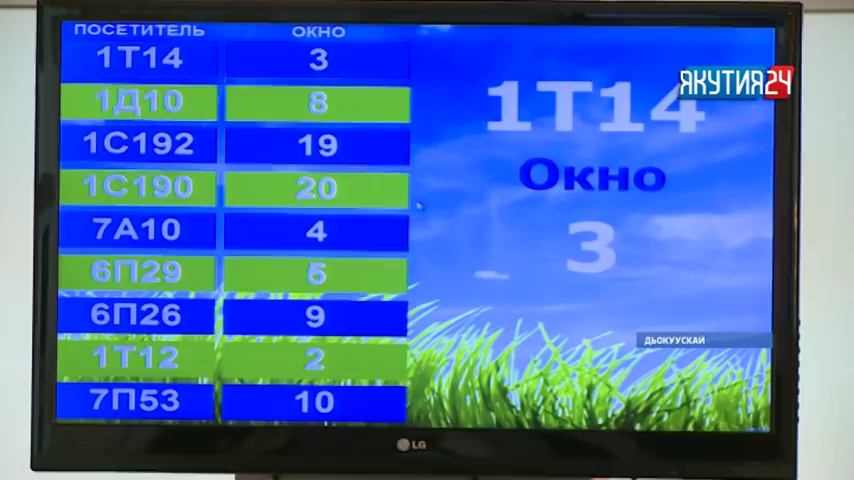 ПОСЕТИТЕЛЬ ОКНО
1Т14 3
1Д10 8
1С192 19
1С190 20
7А10 4
6П29 5
6П26 9
1Т12 2
7П53 10
1Т14
Окно
3
ЯКУТИЯ24
ДЬОКУУСКАЙ
LG